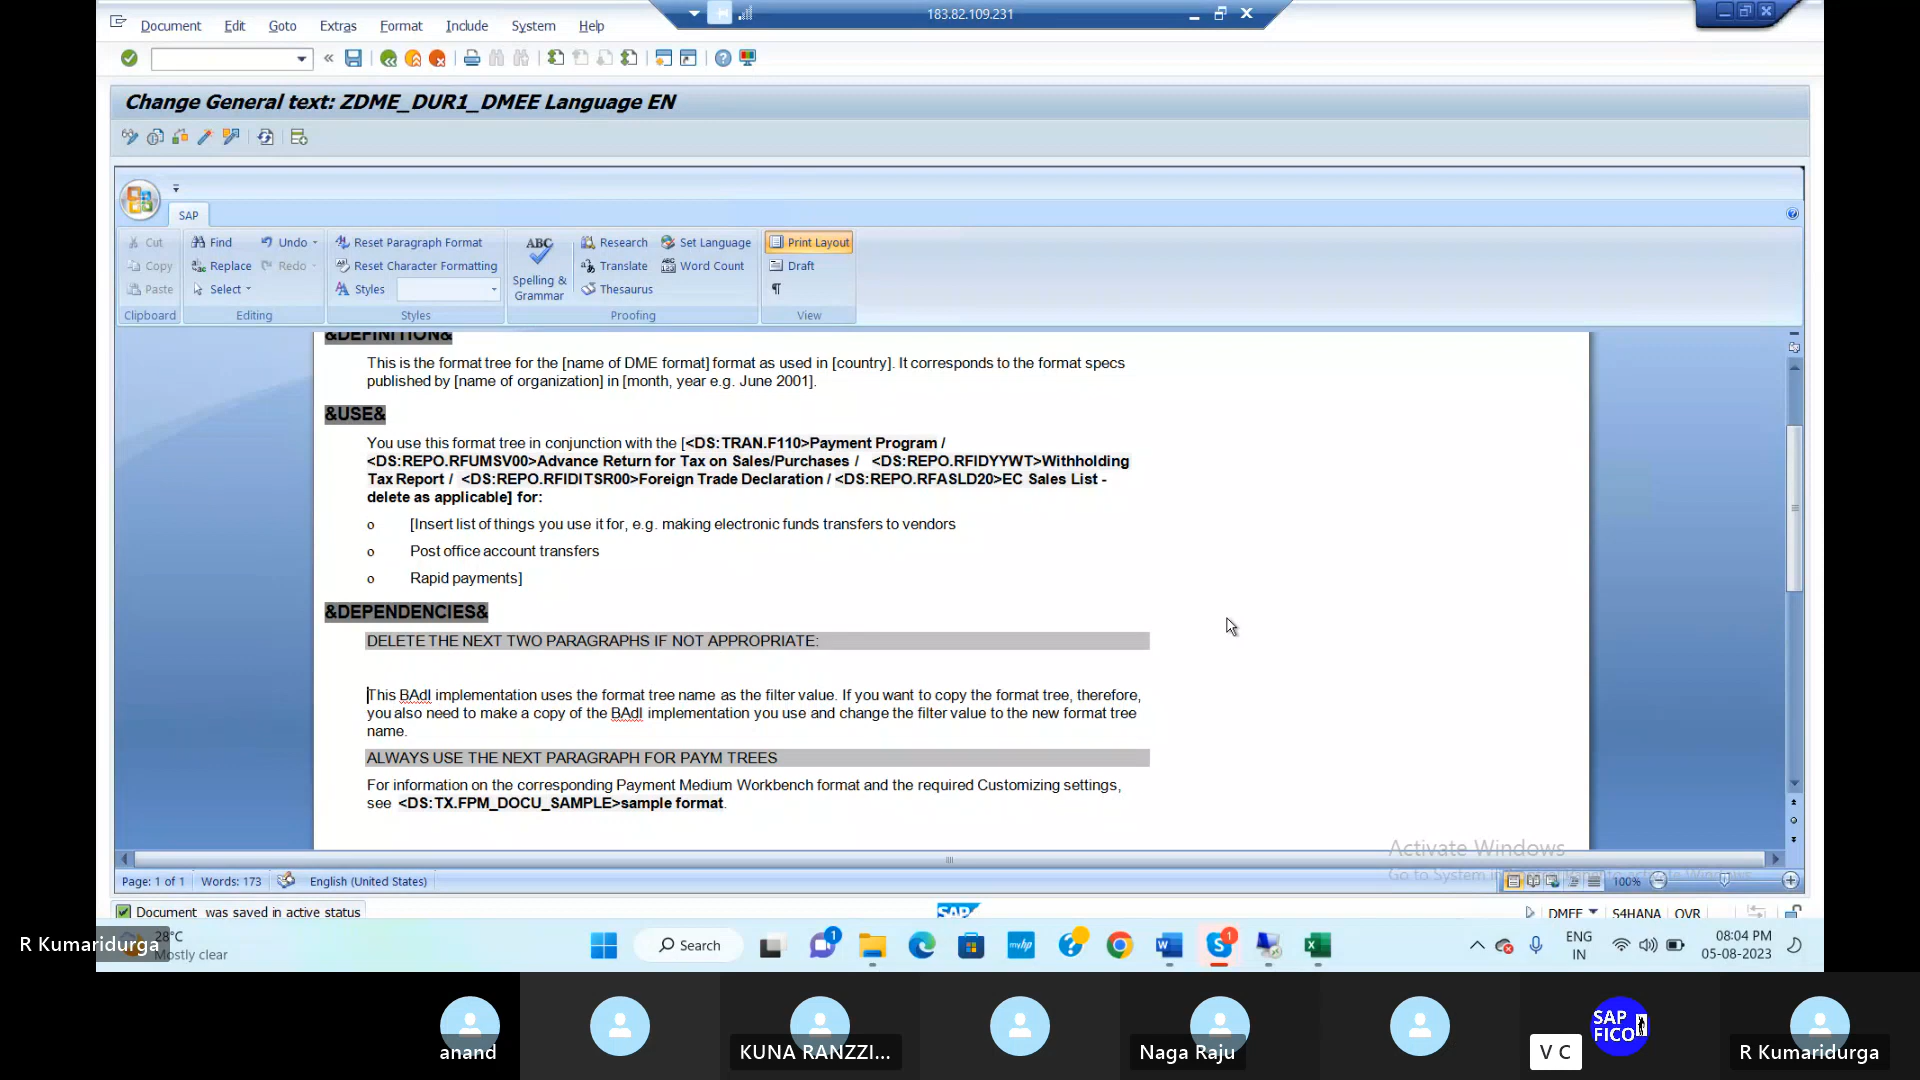 183.82.109.231
Document Edit Goto Extras Format Include System Help
Change General text: ZDME_DUR1_DMEE Language EN
SAP
Cut Find Undo Reset Paragraph Format ABC Research Set Language Print Layout
Copy Replace Redo Reset Character Formatting Translate Word Count Draft
Paste Select Styles Spelling & Grammar Thesaurus ¶
Clipboard Editing Styles Proofing View
&DEFINITION&
This is the format tree for the [name of DME format] format as used in [country]. It corresponds to the format specs
published by [name of organization] in [month, year e.g. June 2001].
&USE&
You use this format tree in conjunction with the [<DS:TRAN.F110>Payment Program /
<DS:REPO.RFUMSV00>Advance Return for Tax on Sales/Purchases / <DS:REPO.RFIDYYWT>Withholding
Tax Report / <DS:REPO.RFIDITSR00>Foreign Trade Declaration / <DS:REPO.RFASLD20>EC Sales List -
delete as applicable] for:
o [Insert list of things you use it for, e.g. making electronic funds transfers to vendors
o Post office account transfers
o Rapid payments]
&DEPENDENCIES&
DELETE THE NEXT TWO PARAGRAPHS IF NOT APPROPRIATE:
This BAdI implementation uses the format tree name as the filter value. If you want to copy the format tree, therefore,
you also need to make a copy of the BAdI implementation you use and change the filter value to the new format tree
name.
ALWAYS USE THE NEXT PARAGRAPH FOR PAYM TREES
For information on the corresponding Payment Medium Workbench format and the required Customizing settings,
see <DS:TX.FPM_DOCU_SAMPLE>sample format.
Activate Windows
Page: 1 of 1 Words: 173 English (United States) 100%
Document was saved in active status SAP DMEE S4HANA OVR
R Kumaridurga
28°C
Mostly clear
Search
1
myhp
1
ENG
IN
08:04 PM
05-08-2023
anand
KUNA RANZZI...
Naga Raju
SAP
FICO
V C
R Kumaridurga